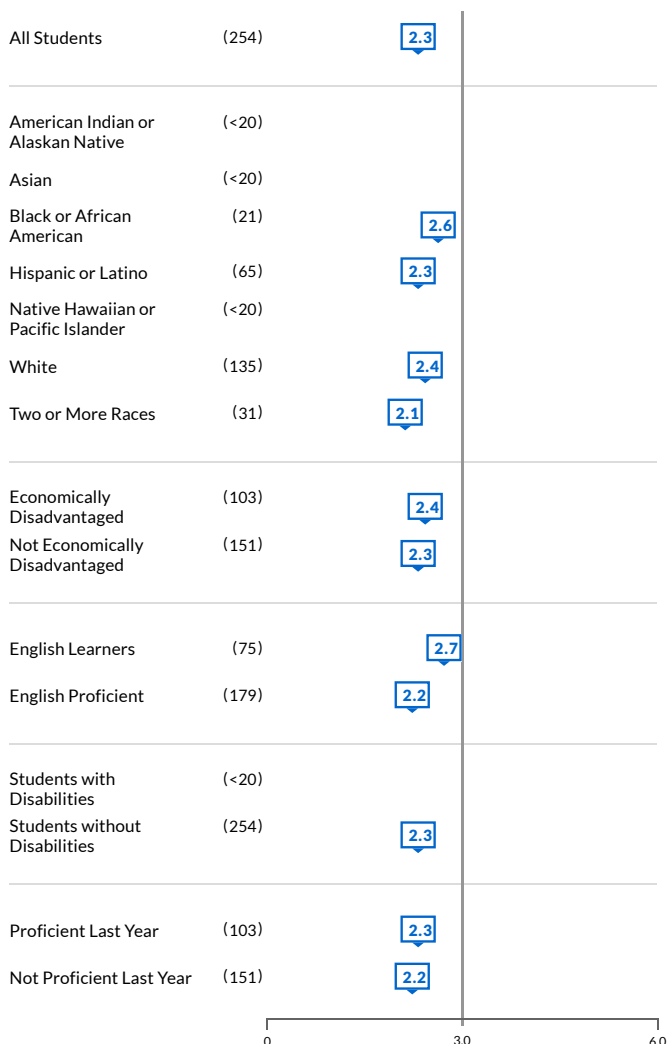 All Students (254) 2.3
American Indian or (<20)
Alaskan Native
Asian (<20)
Black or African (21) 2.6
American
Hispanic or Latino (65) 2.3
Native Hawaiian or (<20)
Pacific Islander
White (135) 2.4
Two or More Races (31) 2.1
Economically (103) 2.4
Disadvantaged
Not Economically (151) 2.3
Disadvantaged
English Learners (75) 2.7
English Proficient (179) 2.2
Students with (<20)
Disabilities
Students without (254) 2.3
Disabilities
Proficient Last Year (103) 2.3
Not Proficient Last Year (151) 2.2
0 3.0 6.0